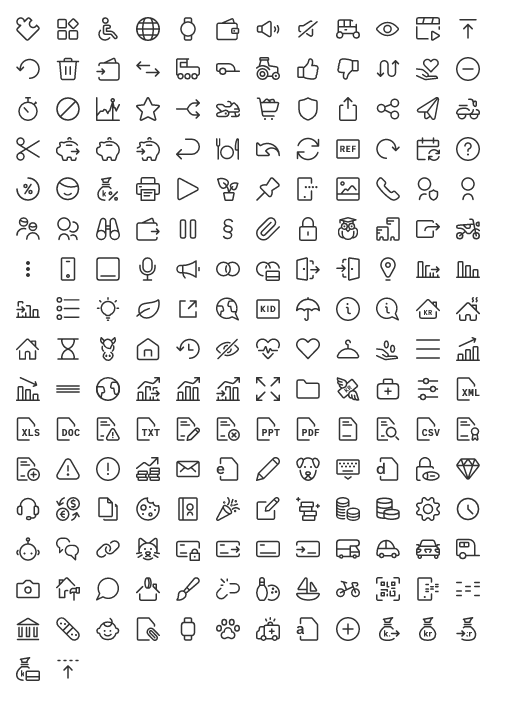 REF
%
k%
§
KID
i
i
KR
XML
XLS
DOC
TXT
PPT
PDF
CSV
e
d
$
€
a
k
kr
:r
k